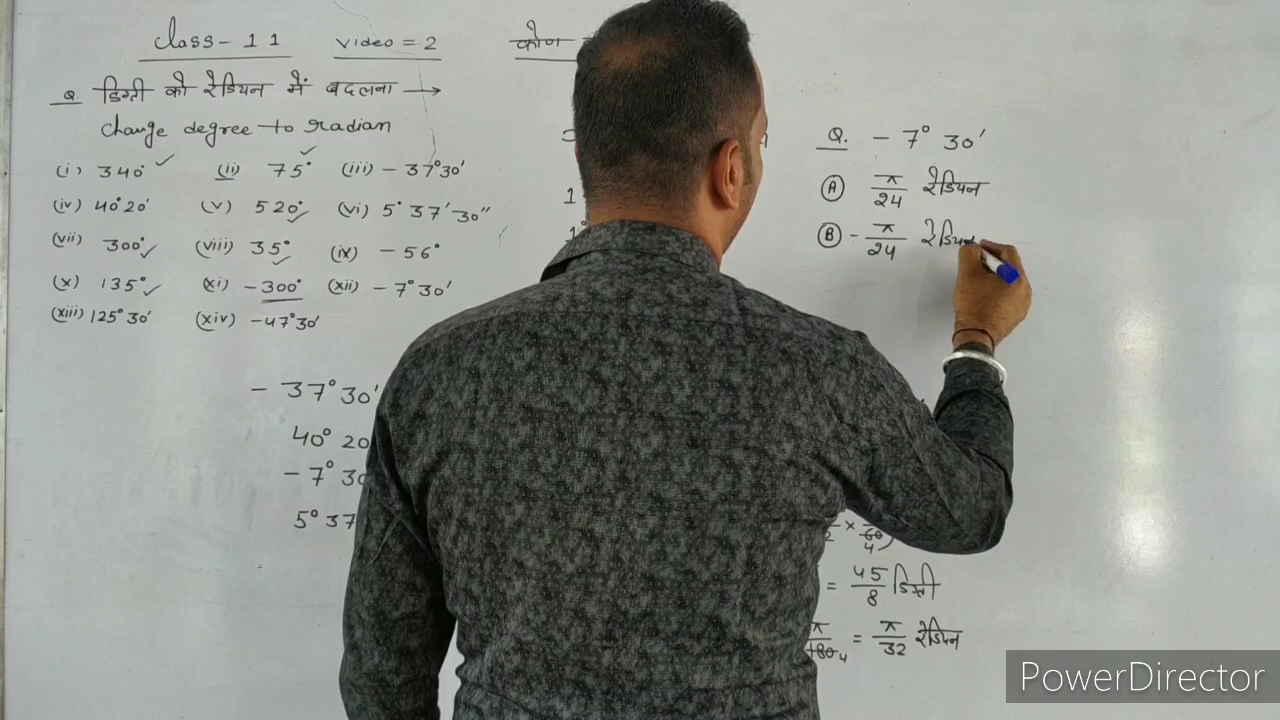 Class - 11 Video = 2 कोण
Q. डिग्री को रेडियन में बदलना →
Change degree to radian
(i) 340° ✓ (ii) 75° ✓ (iii) - 37°30'
(iv) 40°20' (v) 520° ✓ (vi) 5°37'30"
(vii) 300° ✓ (viii) 35° ✓ (ix) - 56°
(x) 135° ✓ (xi) - 300° (xii) - 7°30'
(xiii) 125°30' (xiv) - 47°30'
- 37°30'
40°20
- 7°30
5°37
1
1°
Q. - 7° 30'
(A) π/24 रेडियन
(B) - π/24 रेडियन
= 45/8 डिग्री
= π/32 रेडियन
PowerDirector